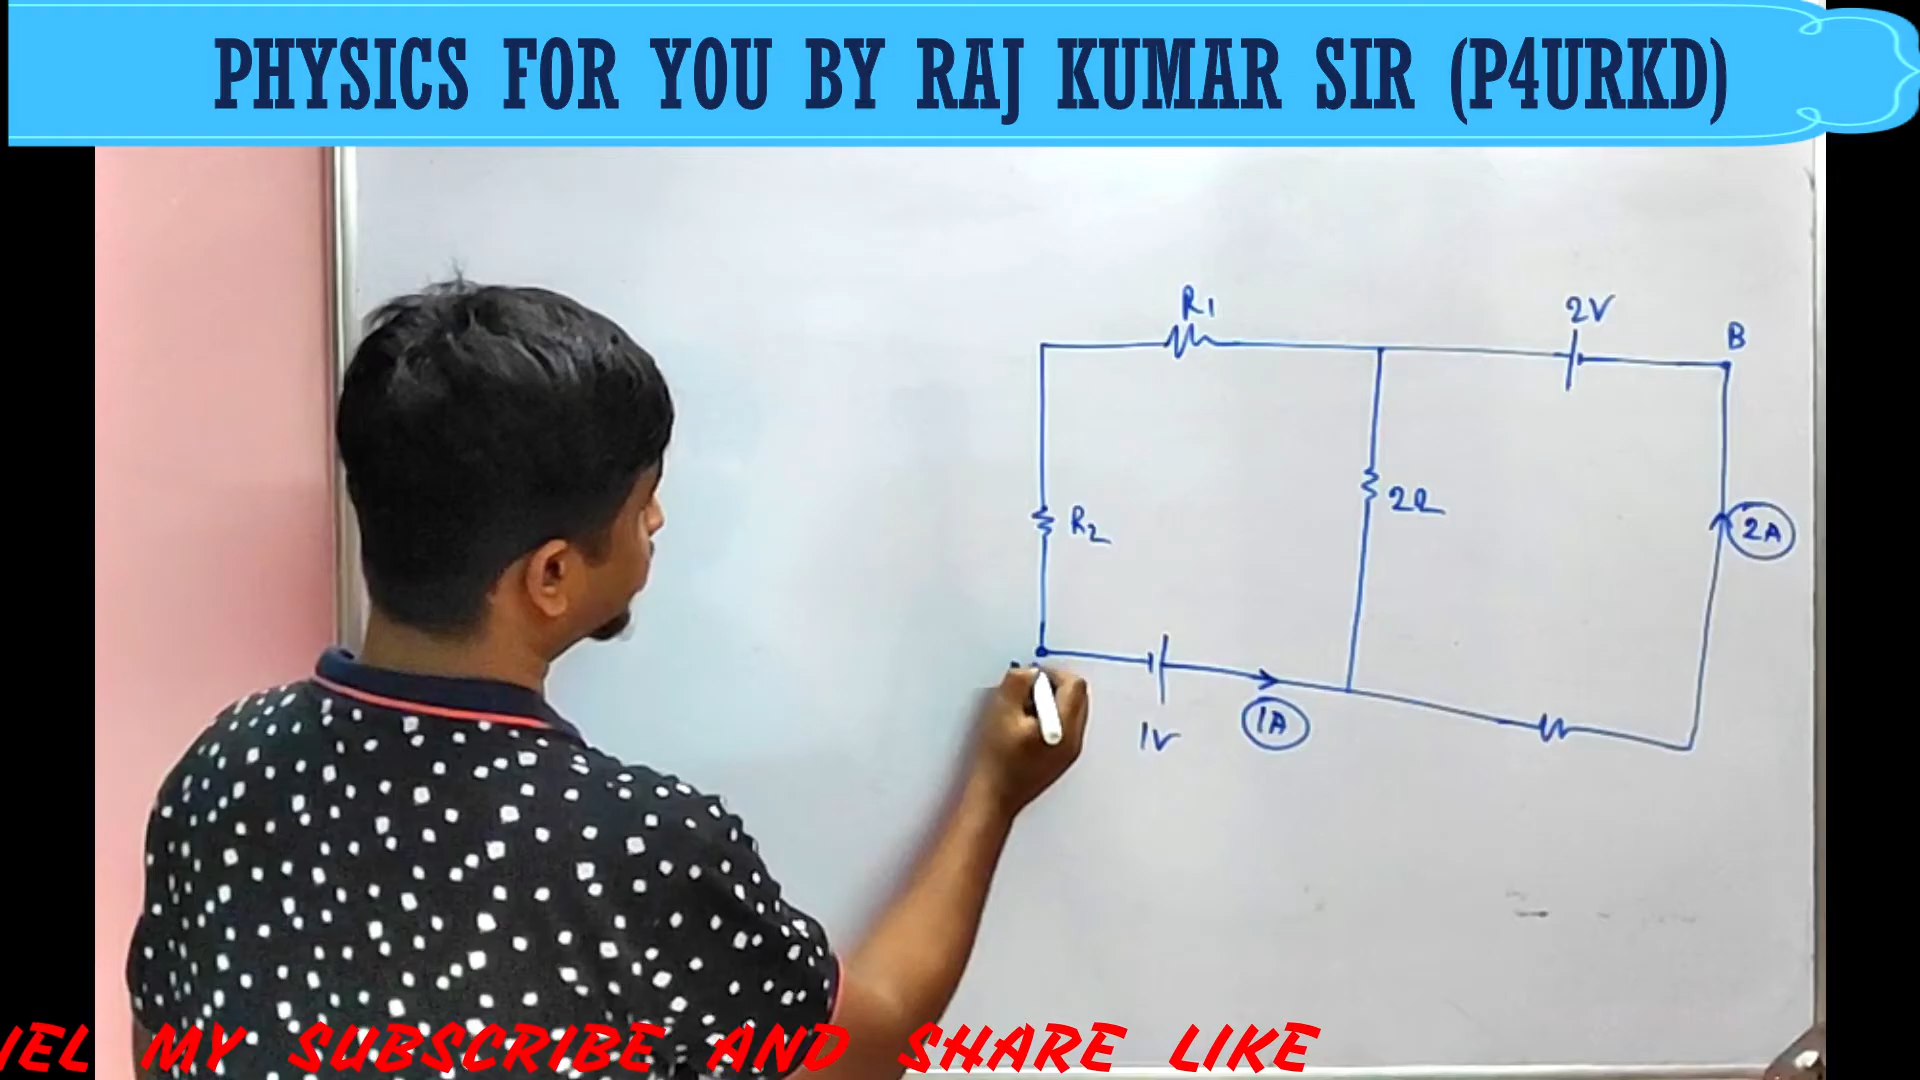 PHYSICS FOR YOU BY RAJ KUMAR SIR (P4URKD)
R1
2V
B
R2
2Ω
2A
1V
1A
MY SUBSCRIBE AND SHARE LIKE